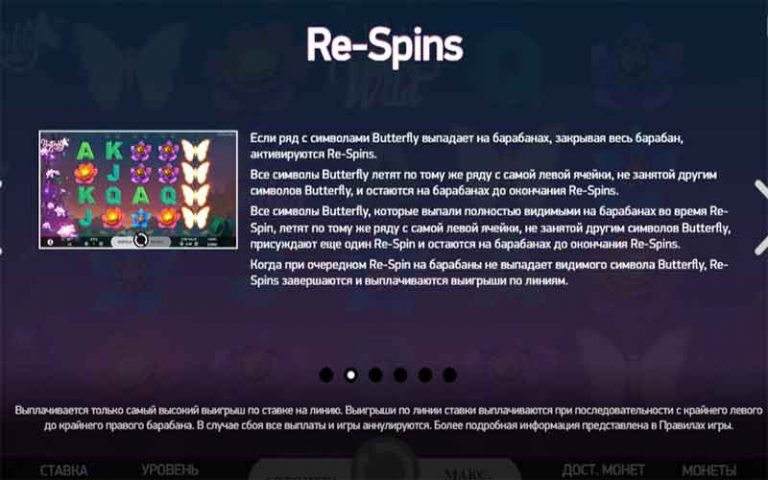 Re-Spins
Если ряд с символами Butterfly выпадает на барабанах, закрывая весь барабан,
активируются Re-Spins.
Все символы Butterfly летят по тому же ряду с самой левой ячейки, не занятой другим
символов Butterfly, и остаются на барабанах до окончания Re-Spins.
Все символы Butterfly, которые выпали полностью видимыми на барабанах во время Re-
Spin, летят по тому же ряду с самой левой ячейки, не занятой другим символов Butterfly,
присуждают еще один Re-Spin и остаются на барабанах до окончания Re-Spins.
Когда при очередном Re-Spin на барабаны не выпадает видимого символа Butterfly, Re-
Spins завершаются и выплачиваются выигрыши по линиям.
A K
J
K Q A Q
J
Выплачивается только самый высокий выигрыш по ставке на линию. Выигрыши по линии ставки выплачиваются при последовательности с крайнего левого
до крайнего правого барабана. В случае сбоя все выплаты и игры аннулируются. Более подробная информация представлена в Правилах игры.
СТАВКА УРОВЕНЬ МАКС. ДОСТ. МОНЕТ МОНЕТЫ